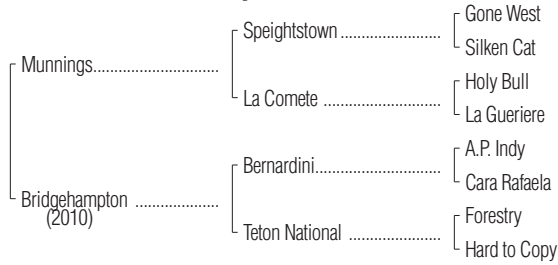 Gone West
Speightstown ....................
Silken Cat
Munnings.........................
Holy Bull
La Comete ........................
La Gueriere
A.P. Indy
Bernardini.........................
Cara Rafaela
Bridgehampton .................
(2010)
Forestry
Teton National ..................
Hard to Copy